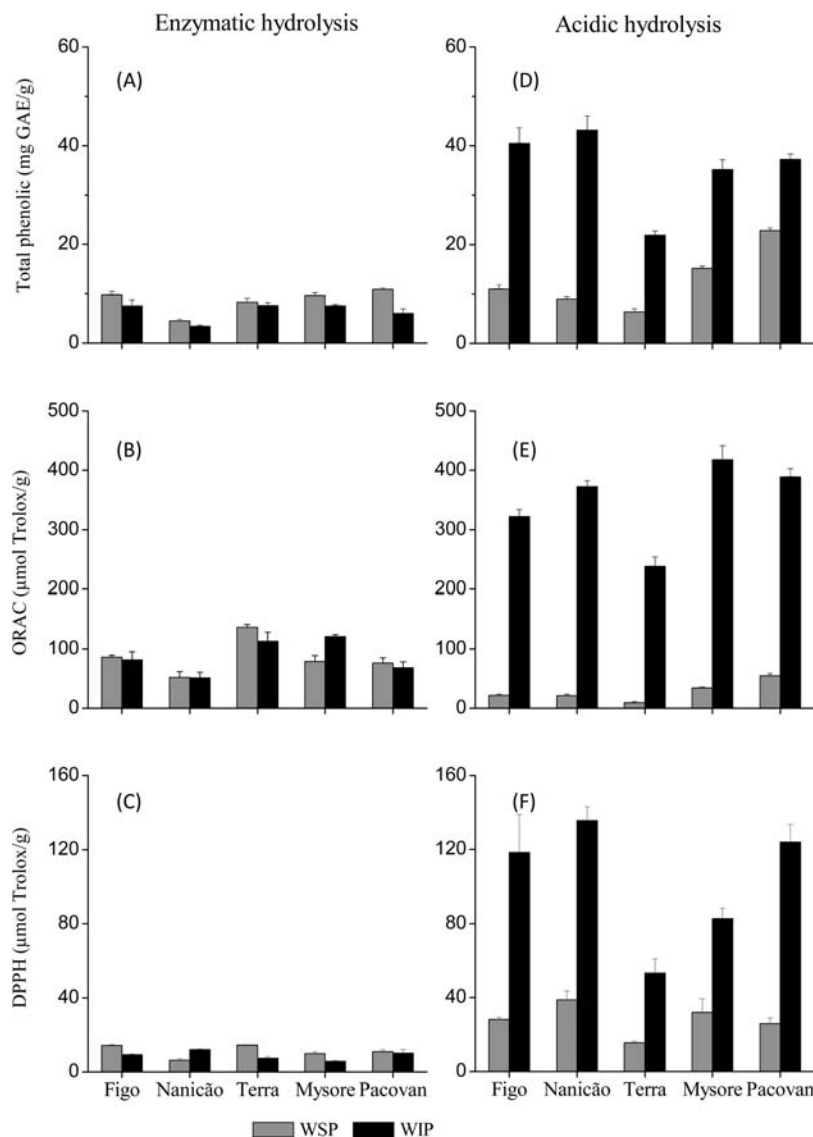 Enzymatic hydrolysis
Acidic hydrolysis
Total phenolic (mg GAE/g)
60
40
20
0
(A)
60
40
20
0
(D)
ORAC (µmol Trolox/g)
500
400
300
200
100
0
(B)
500
400
300
200
100
0
(E)
DPPH (µmol Trolox/g)
160
120
80
40
0
(C)
160
120
80
40
0
(F)
Figo Nanicão Terra Mysore Pacovan
Figo Nanicão Terra Mysore Pacovan
WSP WIP